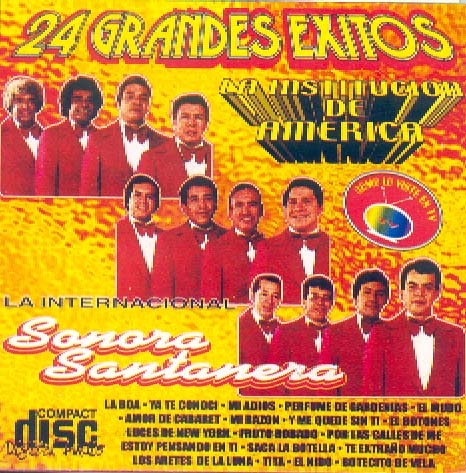 24 GRANDES EXITOS
LA INSTITUCION
DE
AMERICA
COMO LO VISTE EN TV
LA INTERNACIONAL
Sonora
Santanera
LA BOA - YA TE CONOCI - MI ADIOS - PERFUME DE GARDENIAS - EL MUDO
- AMOR DE CABARET - MI RAZON - Y ME QUEDE SIN TI - EL BOTONES
LUCES DE NEW YORK - FRUTO ROBADO - POR LAS CALLES DE MEX
ESTOY PENSANDO EN TI - SACA LA BOTELLA - TE EXTRAÑO MUCHO
LOS ARETES DE LA LUNA - TITA - EL NIDO - BOTECITO DE VELA
COMPACT
disc
Digital Audio